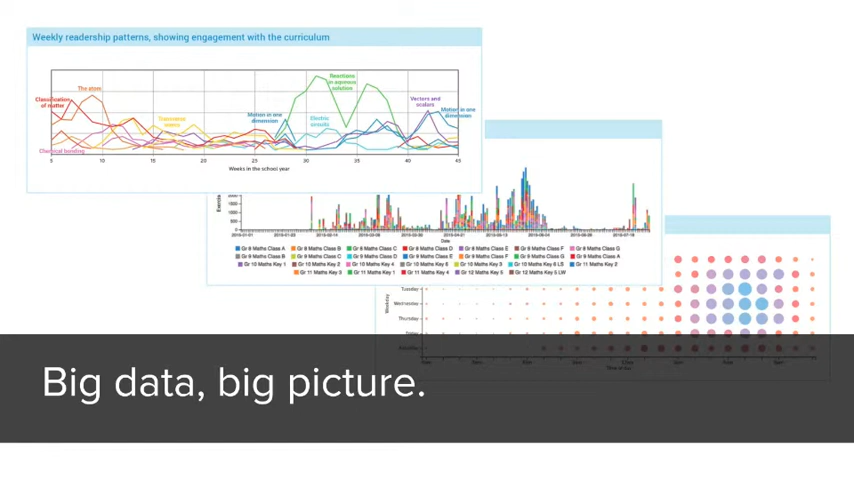 Weekly readership patterns, showing engagement with the curriculum
Reactions
in aqueous
solution
The atom
Classification
of matter
Vectors and
scalars
Motion in one
dimension
Transverse
Motion in one
dimension
Electric
circuits
Chemical bonding
5 10 15 20 25 30 35 40 45
Weeks in the school year
Date
Gr 8 Maths Class A Gr 8 Maths Class B Gr 8 Maths Class C Gr 8 Maths Class D Gr 8 Maths Class E Gr 8 Maths Class F Gr 8 Maths Class G
Gr 9 Maths Class B Gr 9 Maths Class C Gr 9 Maths Class D Gr 9 Maths Class E Gr 9 Maths Class F Gr 9 Maths Class G Gr 9 Maths Class A
Gr 10 Maths Key 1 Gr 10 Maths Key 2 Gr 10 Maths Key 4 Gr 10 Maths Key 6 Gr 10 Maths Key 3 Gr 10 Maths Key 6 LS Gr 11 Maths Key 2
Gr 11 Maths Key 3 Gr 11 Maths Key 1 Gr 11 Maths Key 4 Gr 12 Maths Key 5 Gr 12 Maths Key 5 LW
Tuesday
Wednesday
Thursday
Weekday
Big data, big picture.